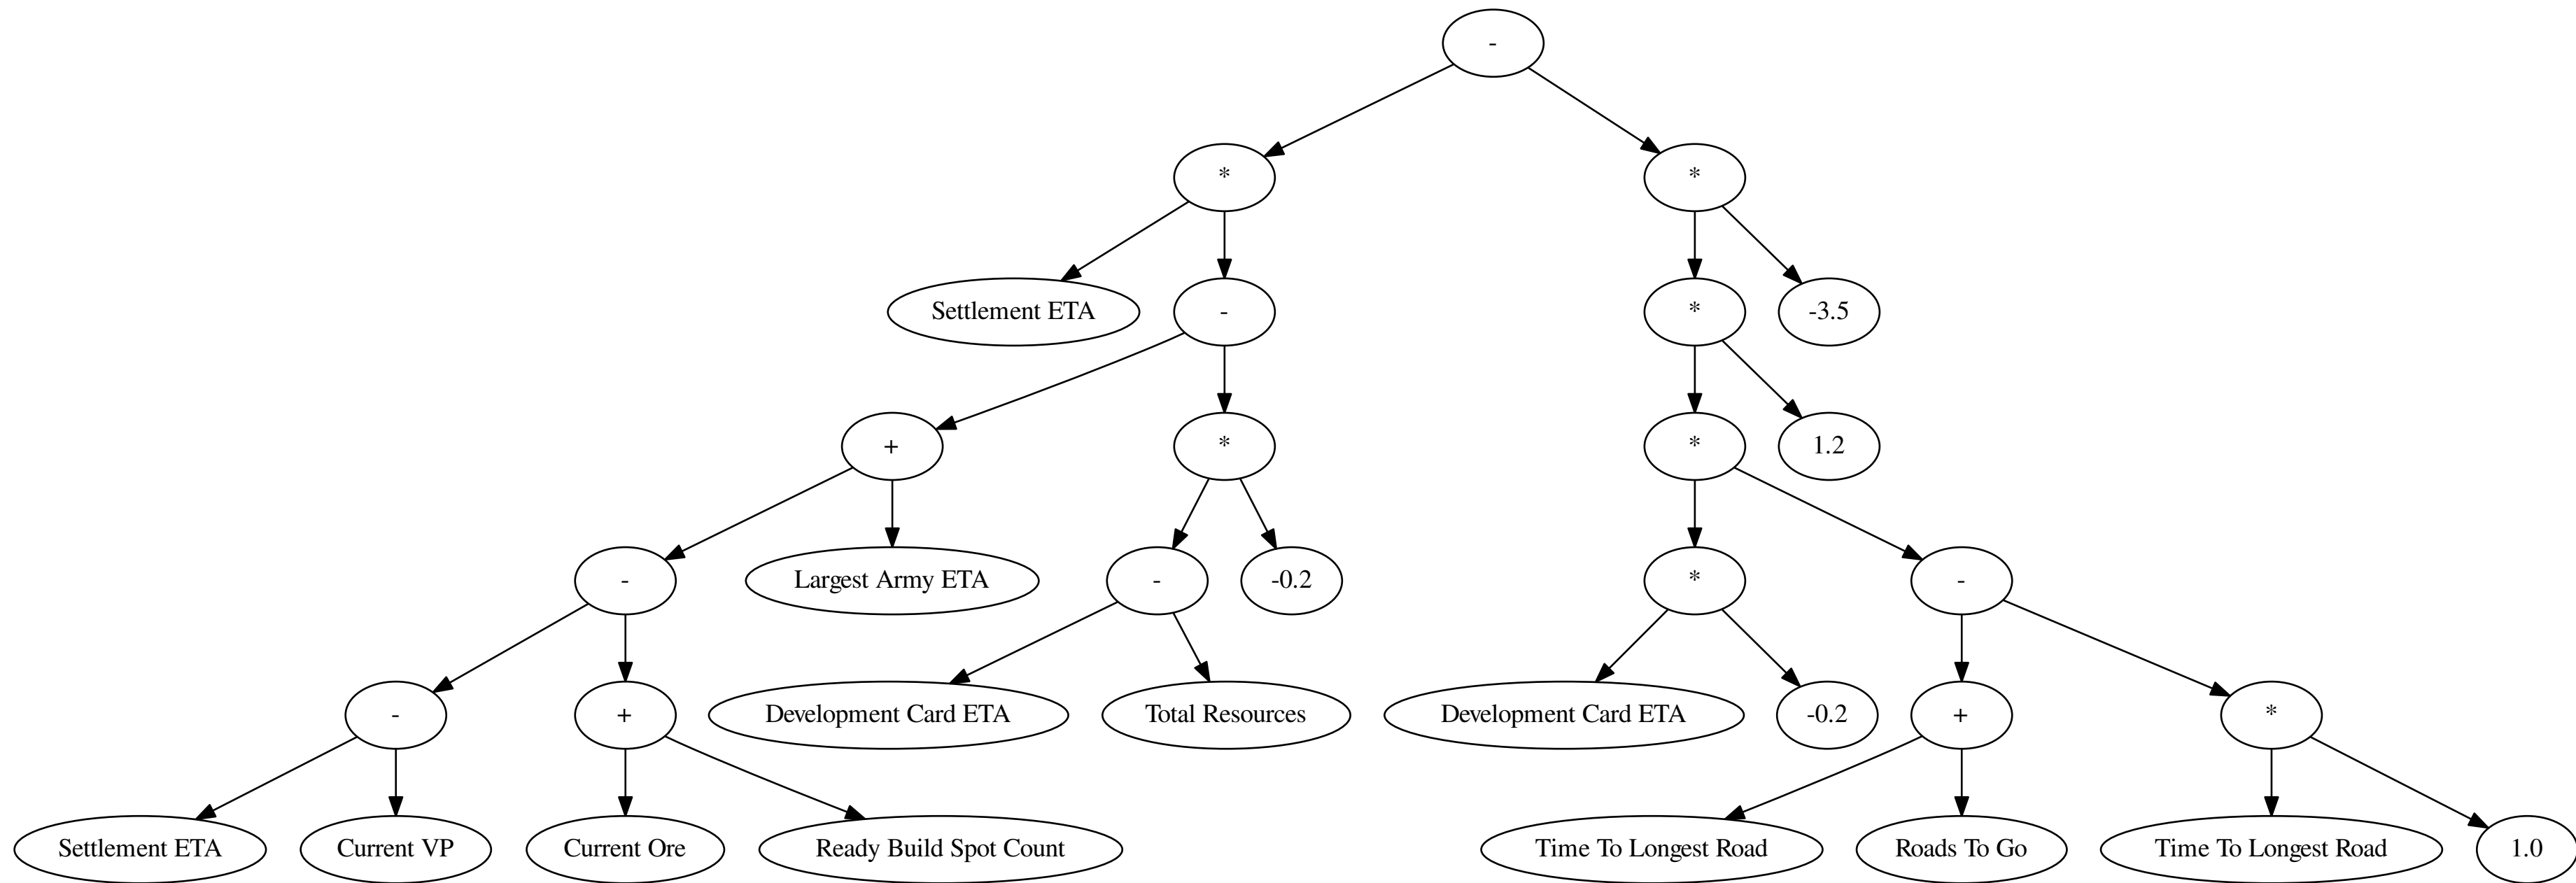 -
*
*
Settlement ETA
-
*
-3.5
+
*
*
1.2
-
Largest Army ETA
-
-0.2
*
-
-
+
Development Card ETA
Total Resources
Development Card ETA
-0.2
+
*
Settlement ETA
Current VP
Current Ore
Ready Build Spot Count
Time To Longest Road
Roads To Go
Time To Longest Road
1.0